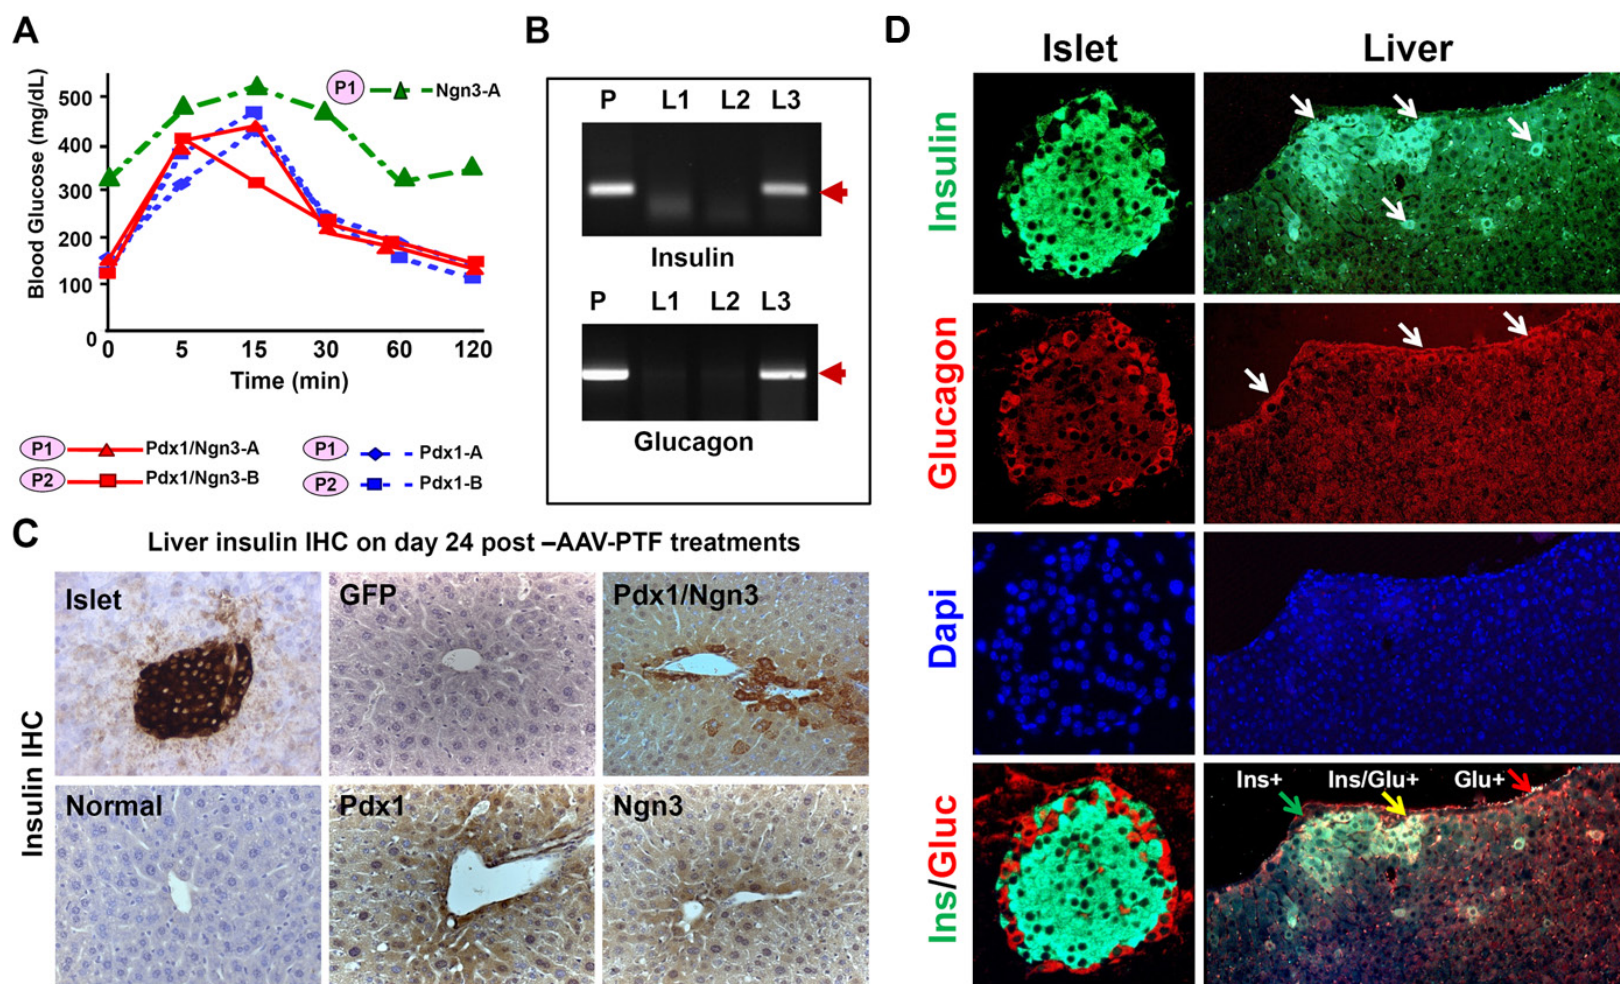 A
Blood Glucose (mg/dL)
500
400
300
200
100
0
0 5 15 30 60 120
Time (min)
P1 Ngn3-A
P1 Pdx1/Ngn3-A
P2 Pdx1/Ngn3-B
P1 Pdx1-A
P2 Pdx1-B
B
P L1 L2 L3
Insulin
P L1 L2 L3
Glucagon
C
Liver insulin IHC on day 24 post –AAV-PTF treatments
Insulin IHC
Islet
GFP
Pdx1/Ngn3
Normal
Pdx1
Ngn3
D
Islet
Liver
Insulin
Glucagon
Dapi
Ins/Gluc
Ins+
Ins/Glu+
Glu+